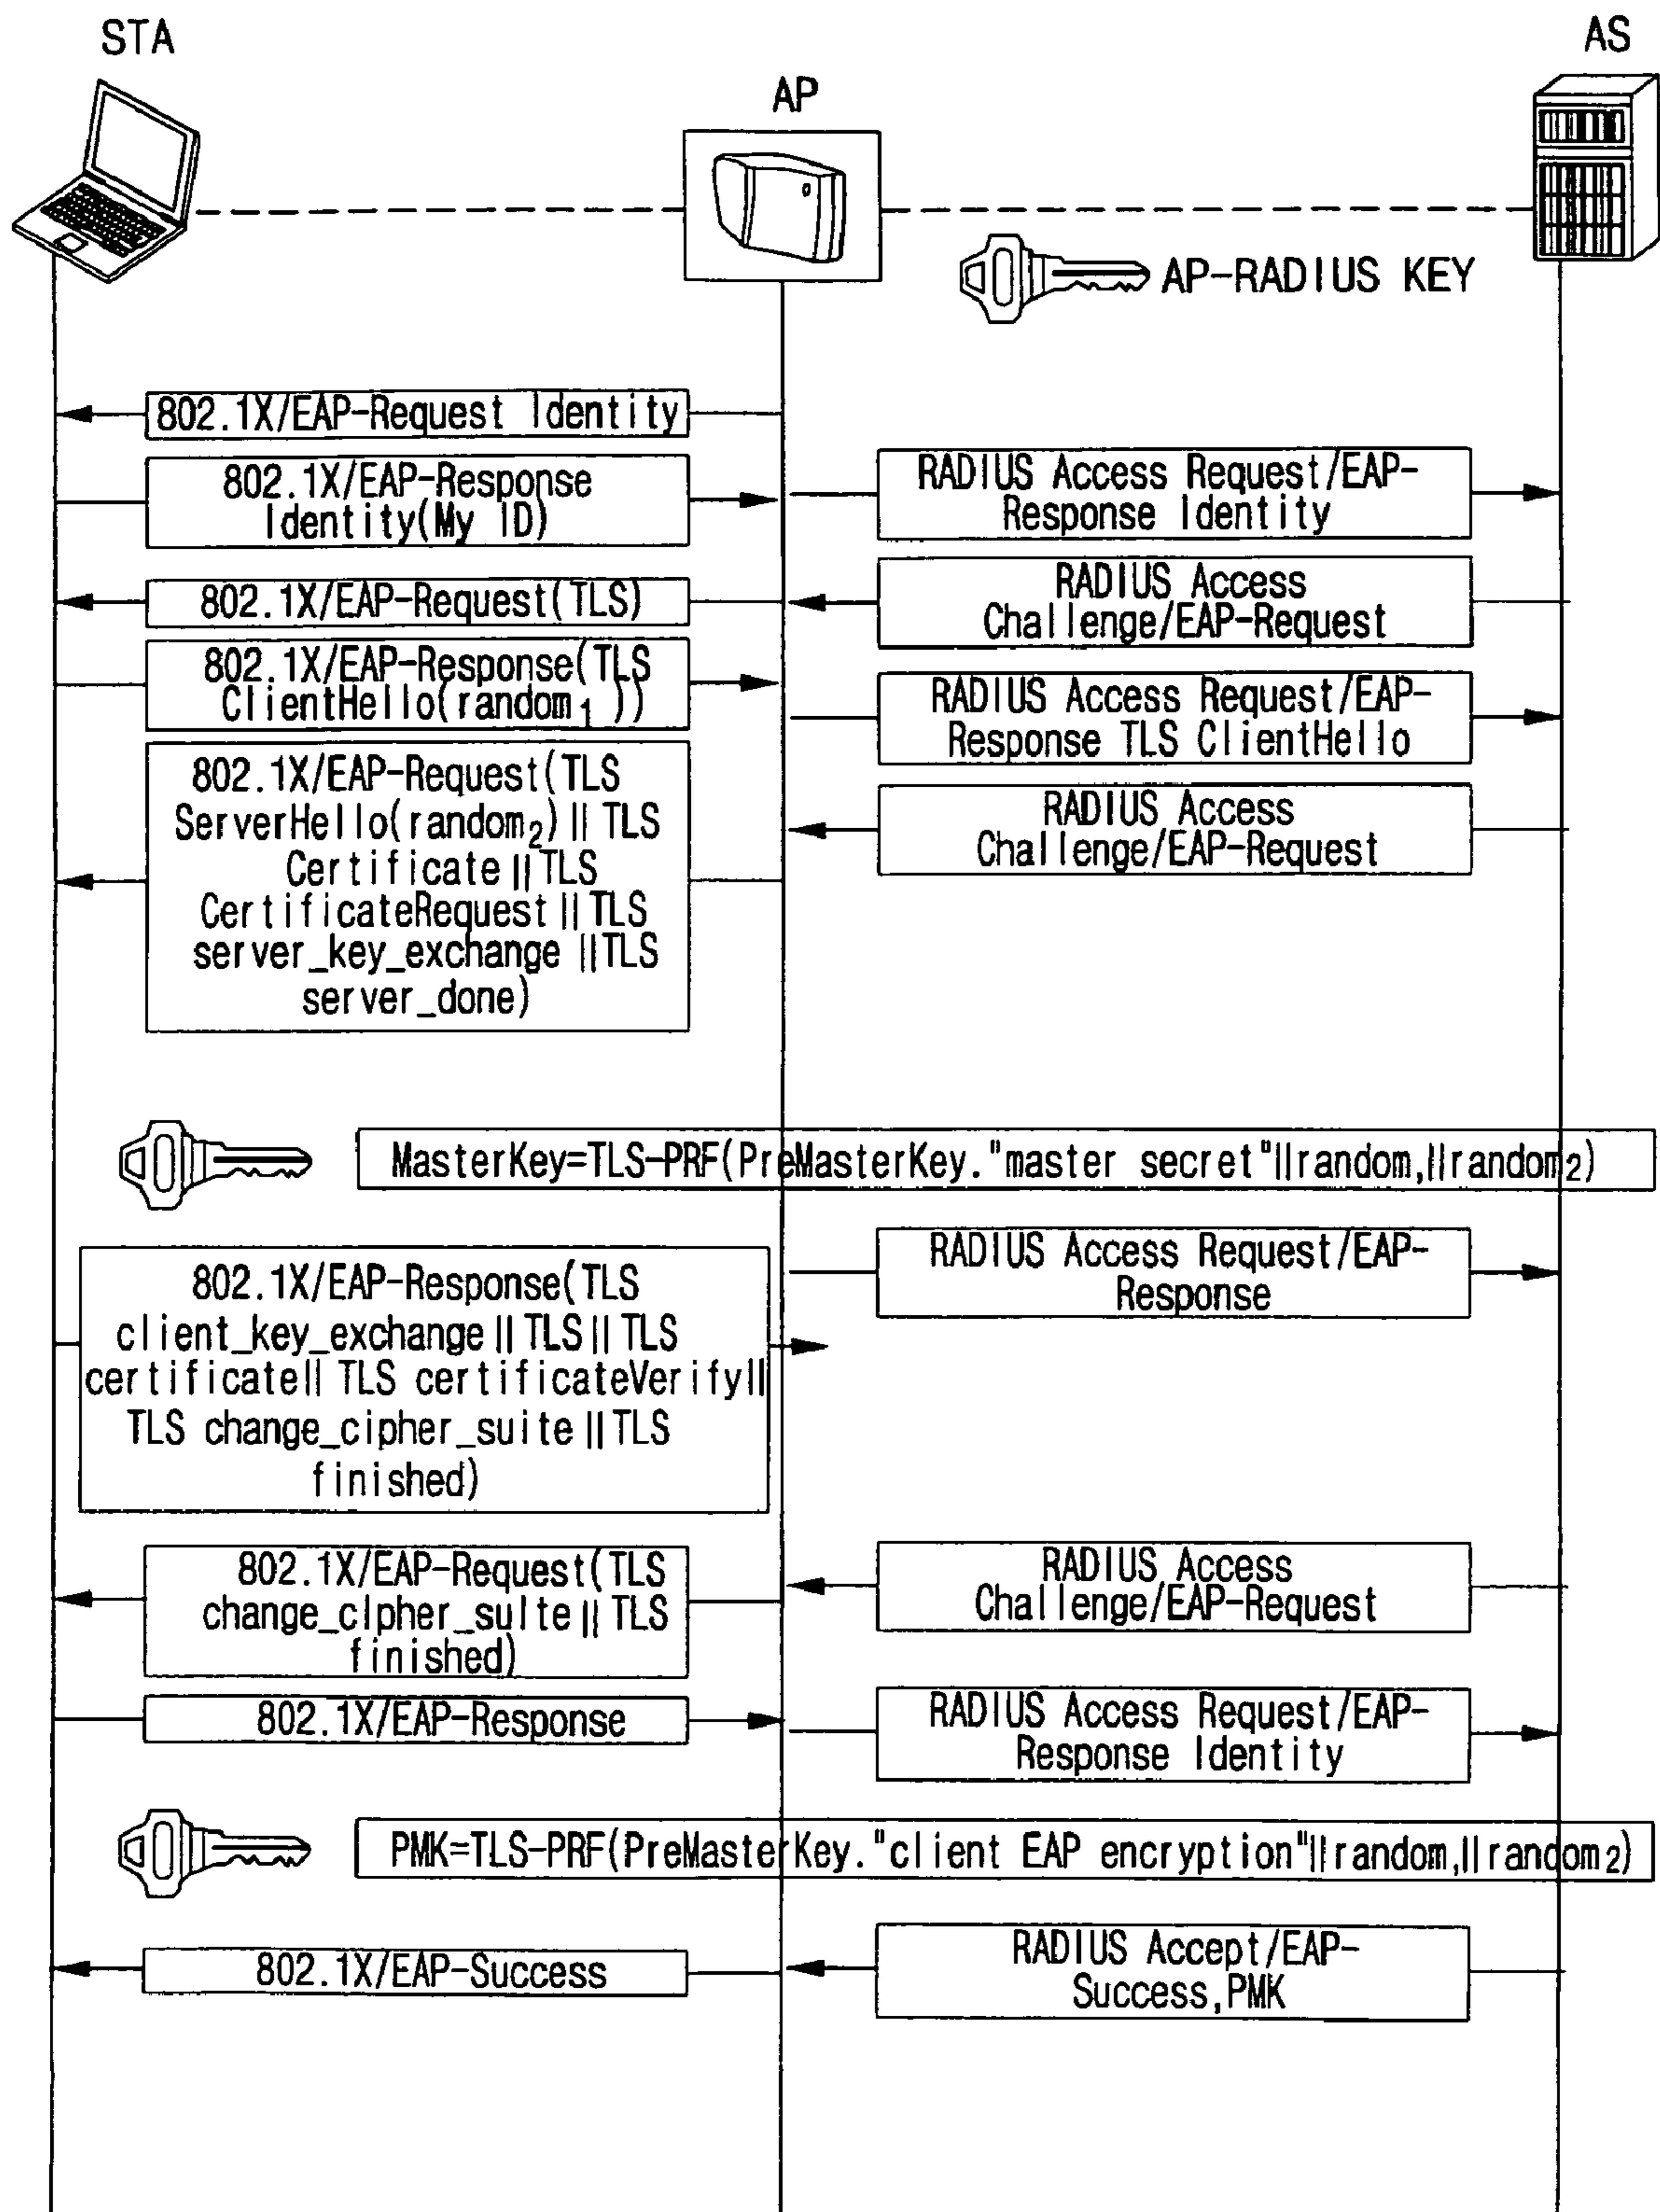 STA
AP
AS
AP-RADIUS KEY
802.1X/EAP-Request Identity
802.1X/EAP-Response
Identity(My ID)
RADIUS Access Request/EAP-
Response Identity
802.1X/EAP-Request(TLS)
RADIUS Access
Challenge/EAP-Request
802.1X/EAP-Response(TLS
ClientHello(random₁ ))
RADIUS Access Request/EAP-
Response TLS ClientHello
802.1X/EAP-Request(TLS
ServerHello(random₂)||TLS
Certificate||TLS
CertificateRequest||TLS
server_key_exchange ||TLS
server_done)
RADIUS Access
Challenge/EAP-Request
MasterKey=TLS-PRF(PreMasterKey."master secret"||random,||random₂)
802.1X/EAP-Response(TLS
client_key_exchange||TLS||TLS
certificate|| TLS certificateVerify||
TLS change_cipher_suite||TLS
finished)
RADIUS Access Request/EAP-
Response
802.1X/EAP-Request(TLS
change_cipher_suite||TLS
finished)
RADIUS Access
Challenge/EAP-Request
802.1X/EAP-Response
RADIUS Access Request/EAP-
Response Identity
PMK=TLS-PRF(PreMasterKey."client EAP encryption"||random,||random₂)
802.1X/EAP-Success
RADIUS Accept/EAP-
Success,PMK